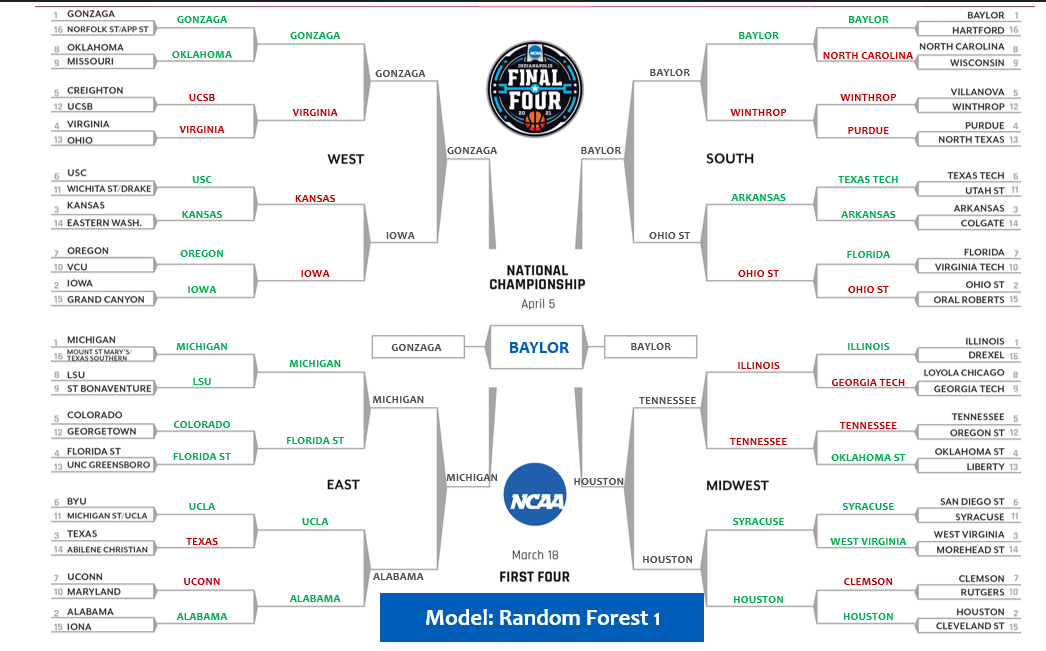 1 GONZAGA
16 NORFOLK ST/APP ST
8 OKLAHOMA
9 MISSOURI
5 CREIGHTON
12 UCSB
4 VIRGINIA
13 OHIO
6 USC
11 WICHITA ST/DRAKE
3 KANSAS
14 EASTERN WASH.
7 OREGON
10 VCU
2 IOWA
15 GRAND CANYON
GONZAGA
OKLAHOMA
UCSB
VIRGINIA
USC
KANSAS
OREGON
IOWA
GONZAGA
VIRGINIA
KANSAS
IOWA
GONZAGA
IOWA
WEST
GONZAGA
1 MICHIGAN
16 MOUNT ST MARY'S/
TEXAS SOUTHERN
8 LSU
9 ST BONAVENTURE
5 COLORADO
12 GEORGETOWN
4 FLORIDA ST
13 UNC GREENSBORO
6 BYU
11 MICHIGAN ST/UCLA
3 TEXAS
14 ABILENE CHRISTIAN
7 UCONN
10 MARYLAND
2 ALABAMA
15 IONA
MICHIGAN
LSU
COLORADO
FLORIDA ST
UCLA
TEXAS
UCONN
ALABAMA
MICHIGAN
FLORIDA ST
UCLA
ALABAMA
MICHIGAN
ALABAMA
EAST
MICHIGAN
NCAA
INDIANAPOLIS
FINAL
FOUR
20 21
NATIONAL
CHAMPIONSHIP
April 5
GONZAGA
BAYLOR
BAYLOR
NCAA
March 18
FIRST FOUR
Model: Random Forest 1
BAYLOR
SOUTH
BAYLOR
OHIO ST
BAYLOR
WINTHROP
ARKANSAS
OHIO ST
BAYLOR
NORTH CAROLINA
WINTHROP
PURDUE
TEXAS TECH
ARKANSAS
FLORIDA
OHIO ST
BAYLOR 1
HARTFORD 16
NORTH CAROLINA 8
WISCONSIN 9
VILLANOVA 5
WINTHROP 12
PURDUE 4
NORTH TEXAS 13
TEXAS TECH 6
UTAH ST 11
ARKANSAS 3
COLGATE 14
FLORIDA 7
VIRGINIA TECH 10
OHIO ST 2
ORAL ROBERTS 15
HOUSTON
MIDWEST
TENNESSEE
HOUSTON
ILLINOIS
TENNESSEE
SYRACUSE
HOUSTON
ILLINOIS
GEORGIA TECH
TENNESSEE
OKLAHOMA ST
SYRACUSE
WEST VIRGINIA
CLEMSON
HOUSTON
ILLINOIS 1
DREXEL 16
LOYOLA CHICAGO 8
GEORGIA TECH 9
TENNESSEE 5
OREGON ST 12
OKLAHOMA ST 4
LIBERTY 13
SAN DIEGO ST 6
SYRACUSE 11
WEST VIRGINIA 3
MOREHEAD ST 14
CLEMSON 7
RUTGERS 10
HOUSTON 2
CLEVELAND ST 15